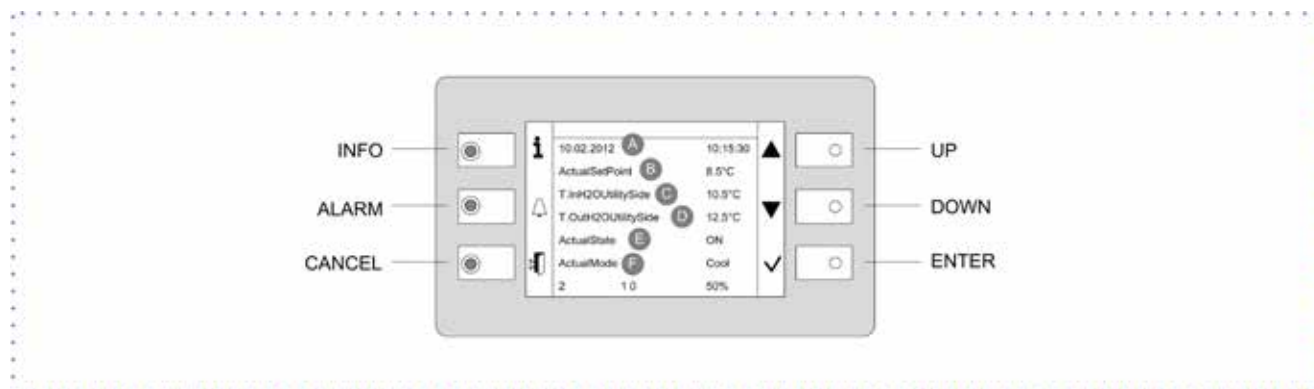 INFO
ALARM
CANCEL
i
10.02.2012 A 10:15:30
ActualSetPoint B 8.5°C
T.InH2OUtilitySide C 10.5°C
T.OutH2OUtilitySide D 12.5°C
ActualState E ON
ActualMode F Cool
2 1 0 50%
UP
DOWN
ENTER